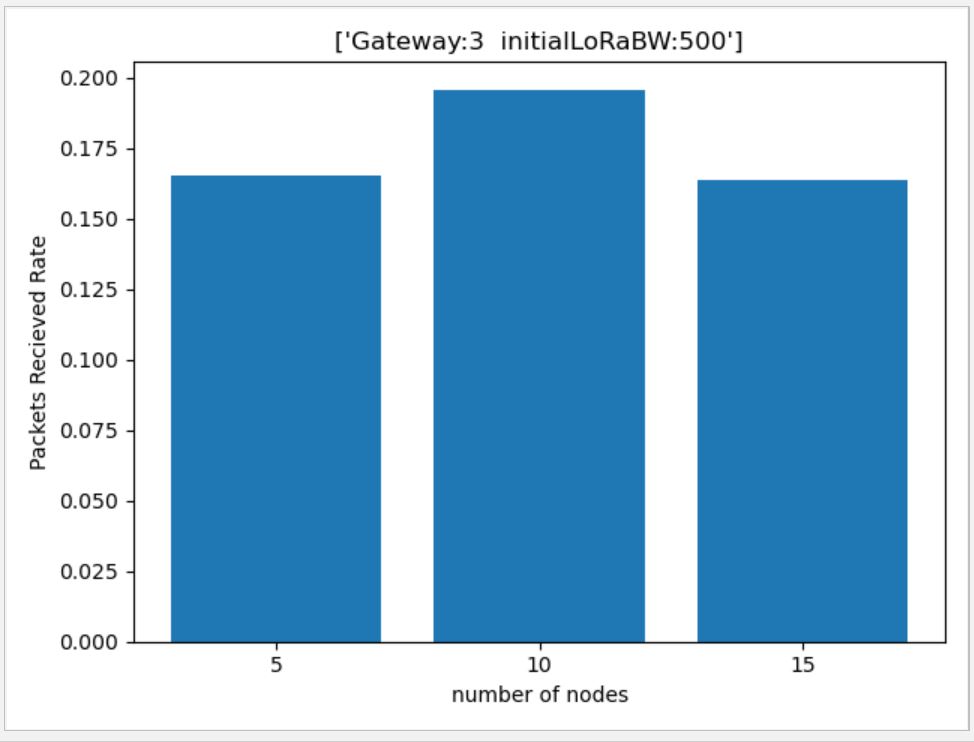 ['Gateway:3  initialLoRaBW:500']
0.200
0.175
0.150
0.125
0.100
0.075
0.050
0.025
0.000
Packets Recieved Rate
5 10 15
number of nodes